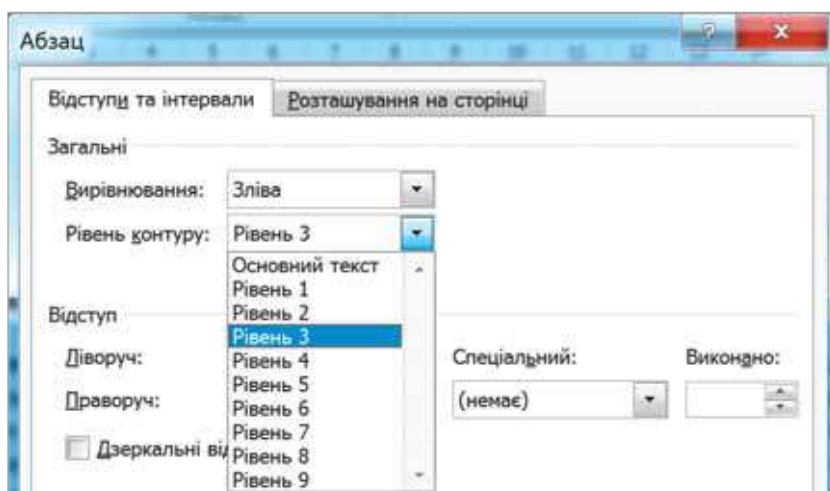 Абзац
Відступи та інтервали Розташування на сторінці
Загальні
Вирівнювання: Зліва
Рівень контуру: Рівень 3
Основний текст
Рівень 1
Рівень 2
Відступ
Рівень 3
Ліворуч: Рівень 4 Спеціальний: Виконано:
Рівень 5
Праворуч: Рівень 6 (немає)
Рівень 7
Дзеркальні ві
Рівень 8
Рівень 9